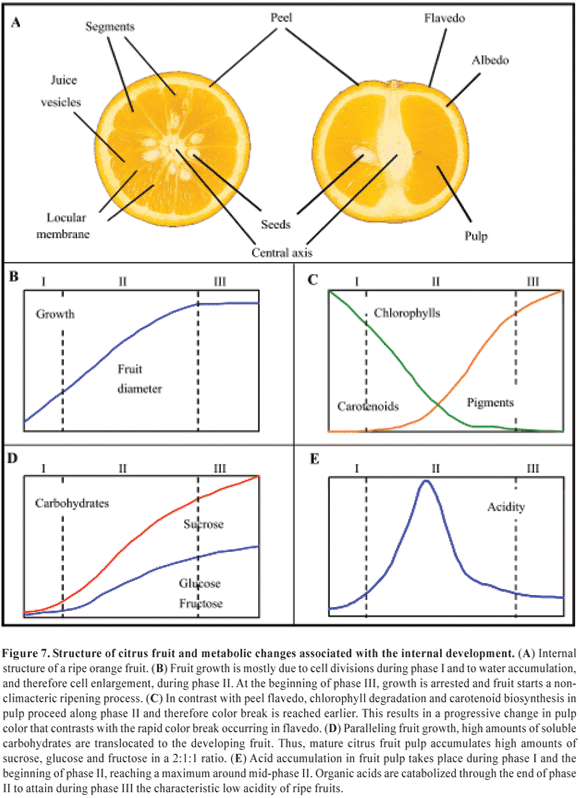 A
Segments
Peel
Flavedo
Albedo
Juice
vesicles
Locular
membrane
Seeds
Central axis
Pulp
B
I II III
Growth
Fruit
diameter
C
I II III
Chlorophylls
Carotenoids
Pigments
D
I II III
Carbohydrates
Sucrose
Glucose
Fructose
E
I II III
Acidity
Figure 7. Structure of citrus fruit and metabolic changes associated with the internal development. (A) Internal
structure of a ripe orange fruit. (B) Fruit growth is mostly due to cell divisions during phase I and to water accumulation,
and therefore cell enlargement, during phase II. At the beginning of phase III, growth is arrested and fruit starts a non-
climacteric ripening process. (C) In contrast with peel flavedo, chlorophyll degradation and carotenoid biosynthesis in
pulp proceed along phase II and therefore color break is reached earlier. This results in a progressive change in pulp
color that contrasts with the rapid color break occurring in flavedo. (D) Paralleling fruit growth, high amounts of soluble
carbohydrates are translocated to the developing fruit. Thus, mature citrus fruit pulp accumulates high amounts of
sucrose, glucose and fructose in a 2:1:1 ratio. (E) Acid accumulation in fruit pulp takes place during phase I and the
beginning of phase II, reaching a maximum around mid-phase II. Organic acids are catabolized through the end of phase
II to attain during phase III the characteristic low acidity of ripe fruits.